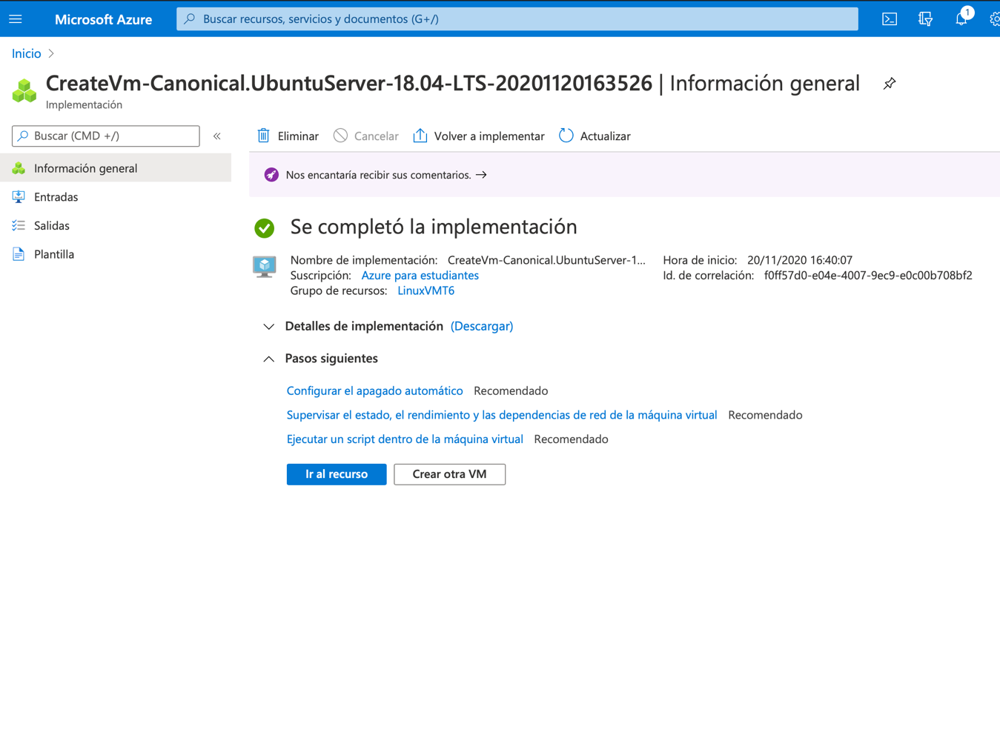 Microsoft Azure
Buscar recursos, servicios y documentos (G+/)
1
Inicio
CreateVm-Canonical.UbuntuServer-18.04-LTS-20201120163526 | Información general
Implementación
Buscar (CMD +/)
«
Eliminar
Cancelar
Volver a implementar
Actualizar
Información general
Entradas
Salidas
Plantilla
Nos encantaría recibir sus comentarios. →
Se completó la implementación
Nombre de implementación: CreateVm-Canonical.UbuntuServer-1...
Suscripción: Azure para estudiantes
Grupo de recursos: LinuxVMT6
Hora de inicio: 20/11/2020 16:40:07
Id. de correlación: f0ff57d0-e04e-4007-9ec9-e0c00b708bf2
Detalles de implementación (Descargar)
Pasos siguientes
Configurar el apagado automático Recomendado
Supervisar el estado, el rendimiento y las dependencias de red de la máquina virtual Recomendado
Ejecutar un script dentro de la máquina virtual Recomendado
Ir al recurso
Crear otra VM